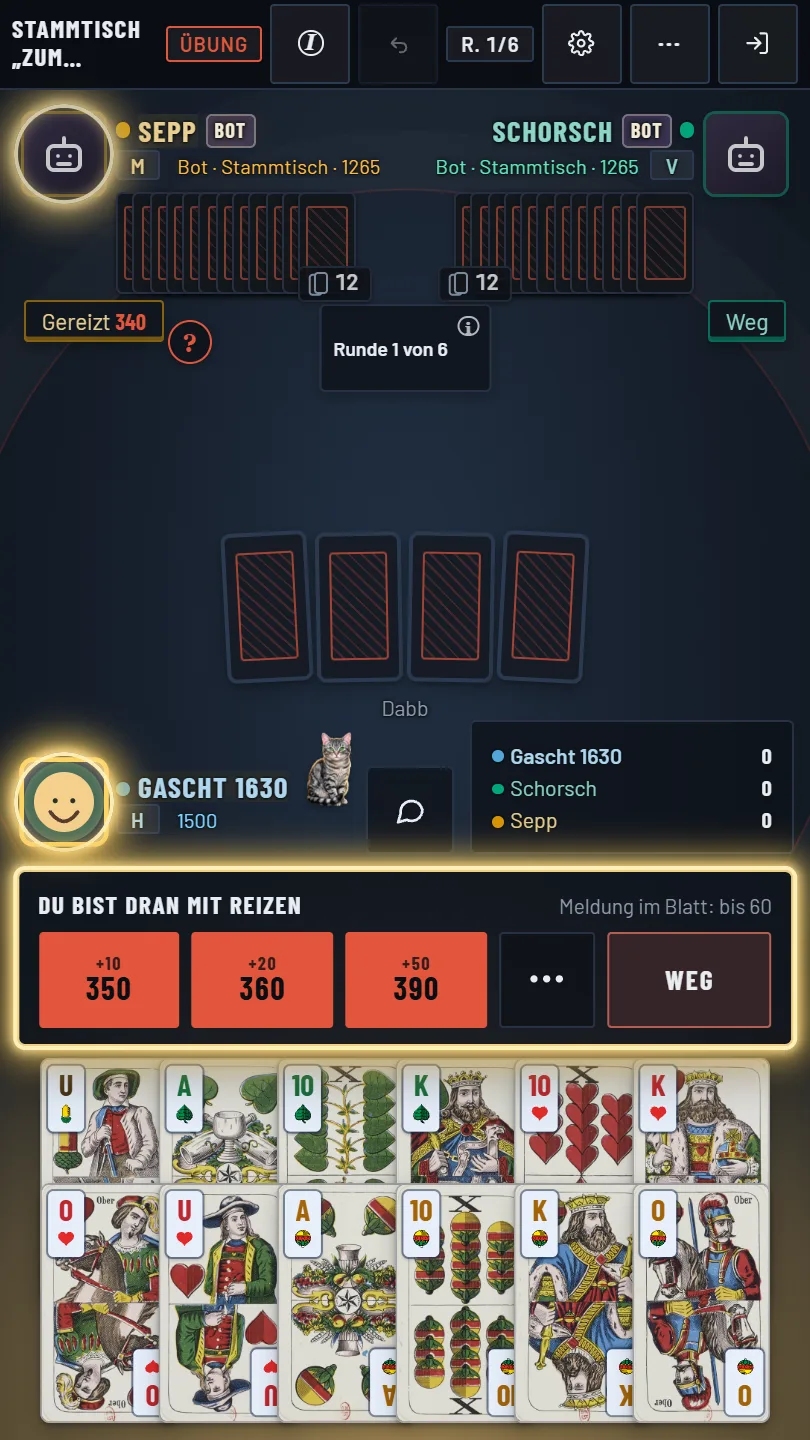 STAMMTISCH
„ZUM...
ÜBUNG
R. 1/6
SEPP BOT
M Bot · Stammtisch · 1265
SCHORSCH BOT
Bot · Stammtisch · 1265 V
12
12
Gereizt 340
?
Runde 1 von 6
Weg
Dabb
GASCHT 1630
H 1500
Gascht 1630 0
Schorsch 0
Sepp 0
DU BIST DRAN MIT REIZEN
Meldung im Blatt: bis 60
+10
350
+20
360
+50
390
WEG
U
A
10
X
K
10
X
K
O
Ober
U
A
10
X
K
O
Ober
O
Ober
U
A
10
X
K
O
Ober